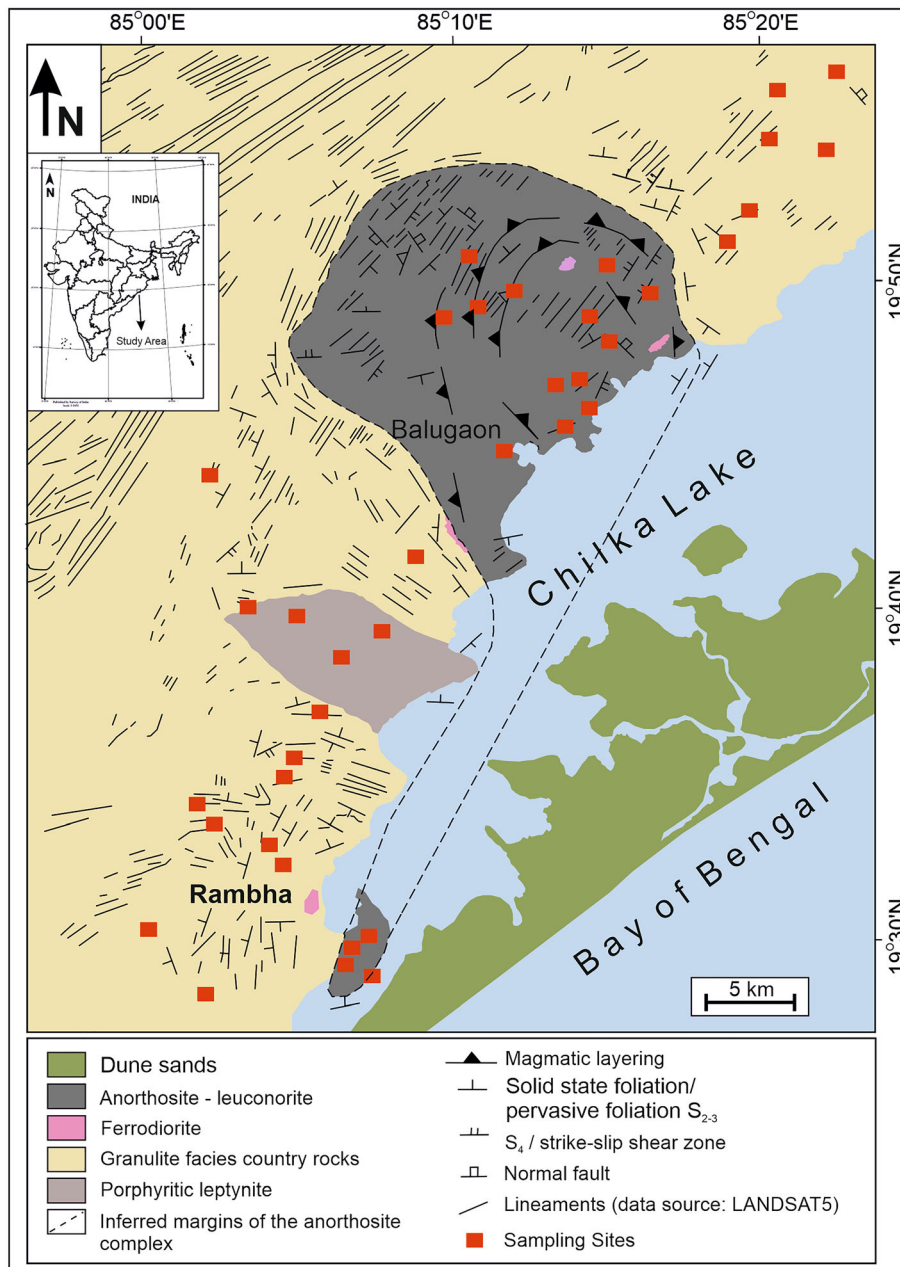 85°00'E 85°10'E 85°20'E
N
N
INDIA
Study Area
19°50'N
Balugaon
Chilka Lake
19°40'N
Bay of Bengal
Rambha
19°30'N
5 km
Dune sands
Anorthosite - leuconorite
Ferrodiorite
Granulite facies country rocks
Porphyritic leptynite
Inferred margins of the anorthosite
complex
Magmatic layering
Solid state foliation/
pervasive foliation S₂₋₃
S₄ / strike-slip shear zone
Normal fault
Lineaments (data source: LANDSAT5)
Sampling Sites